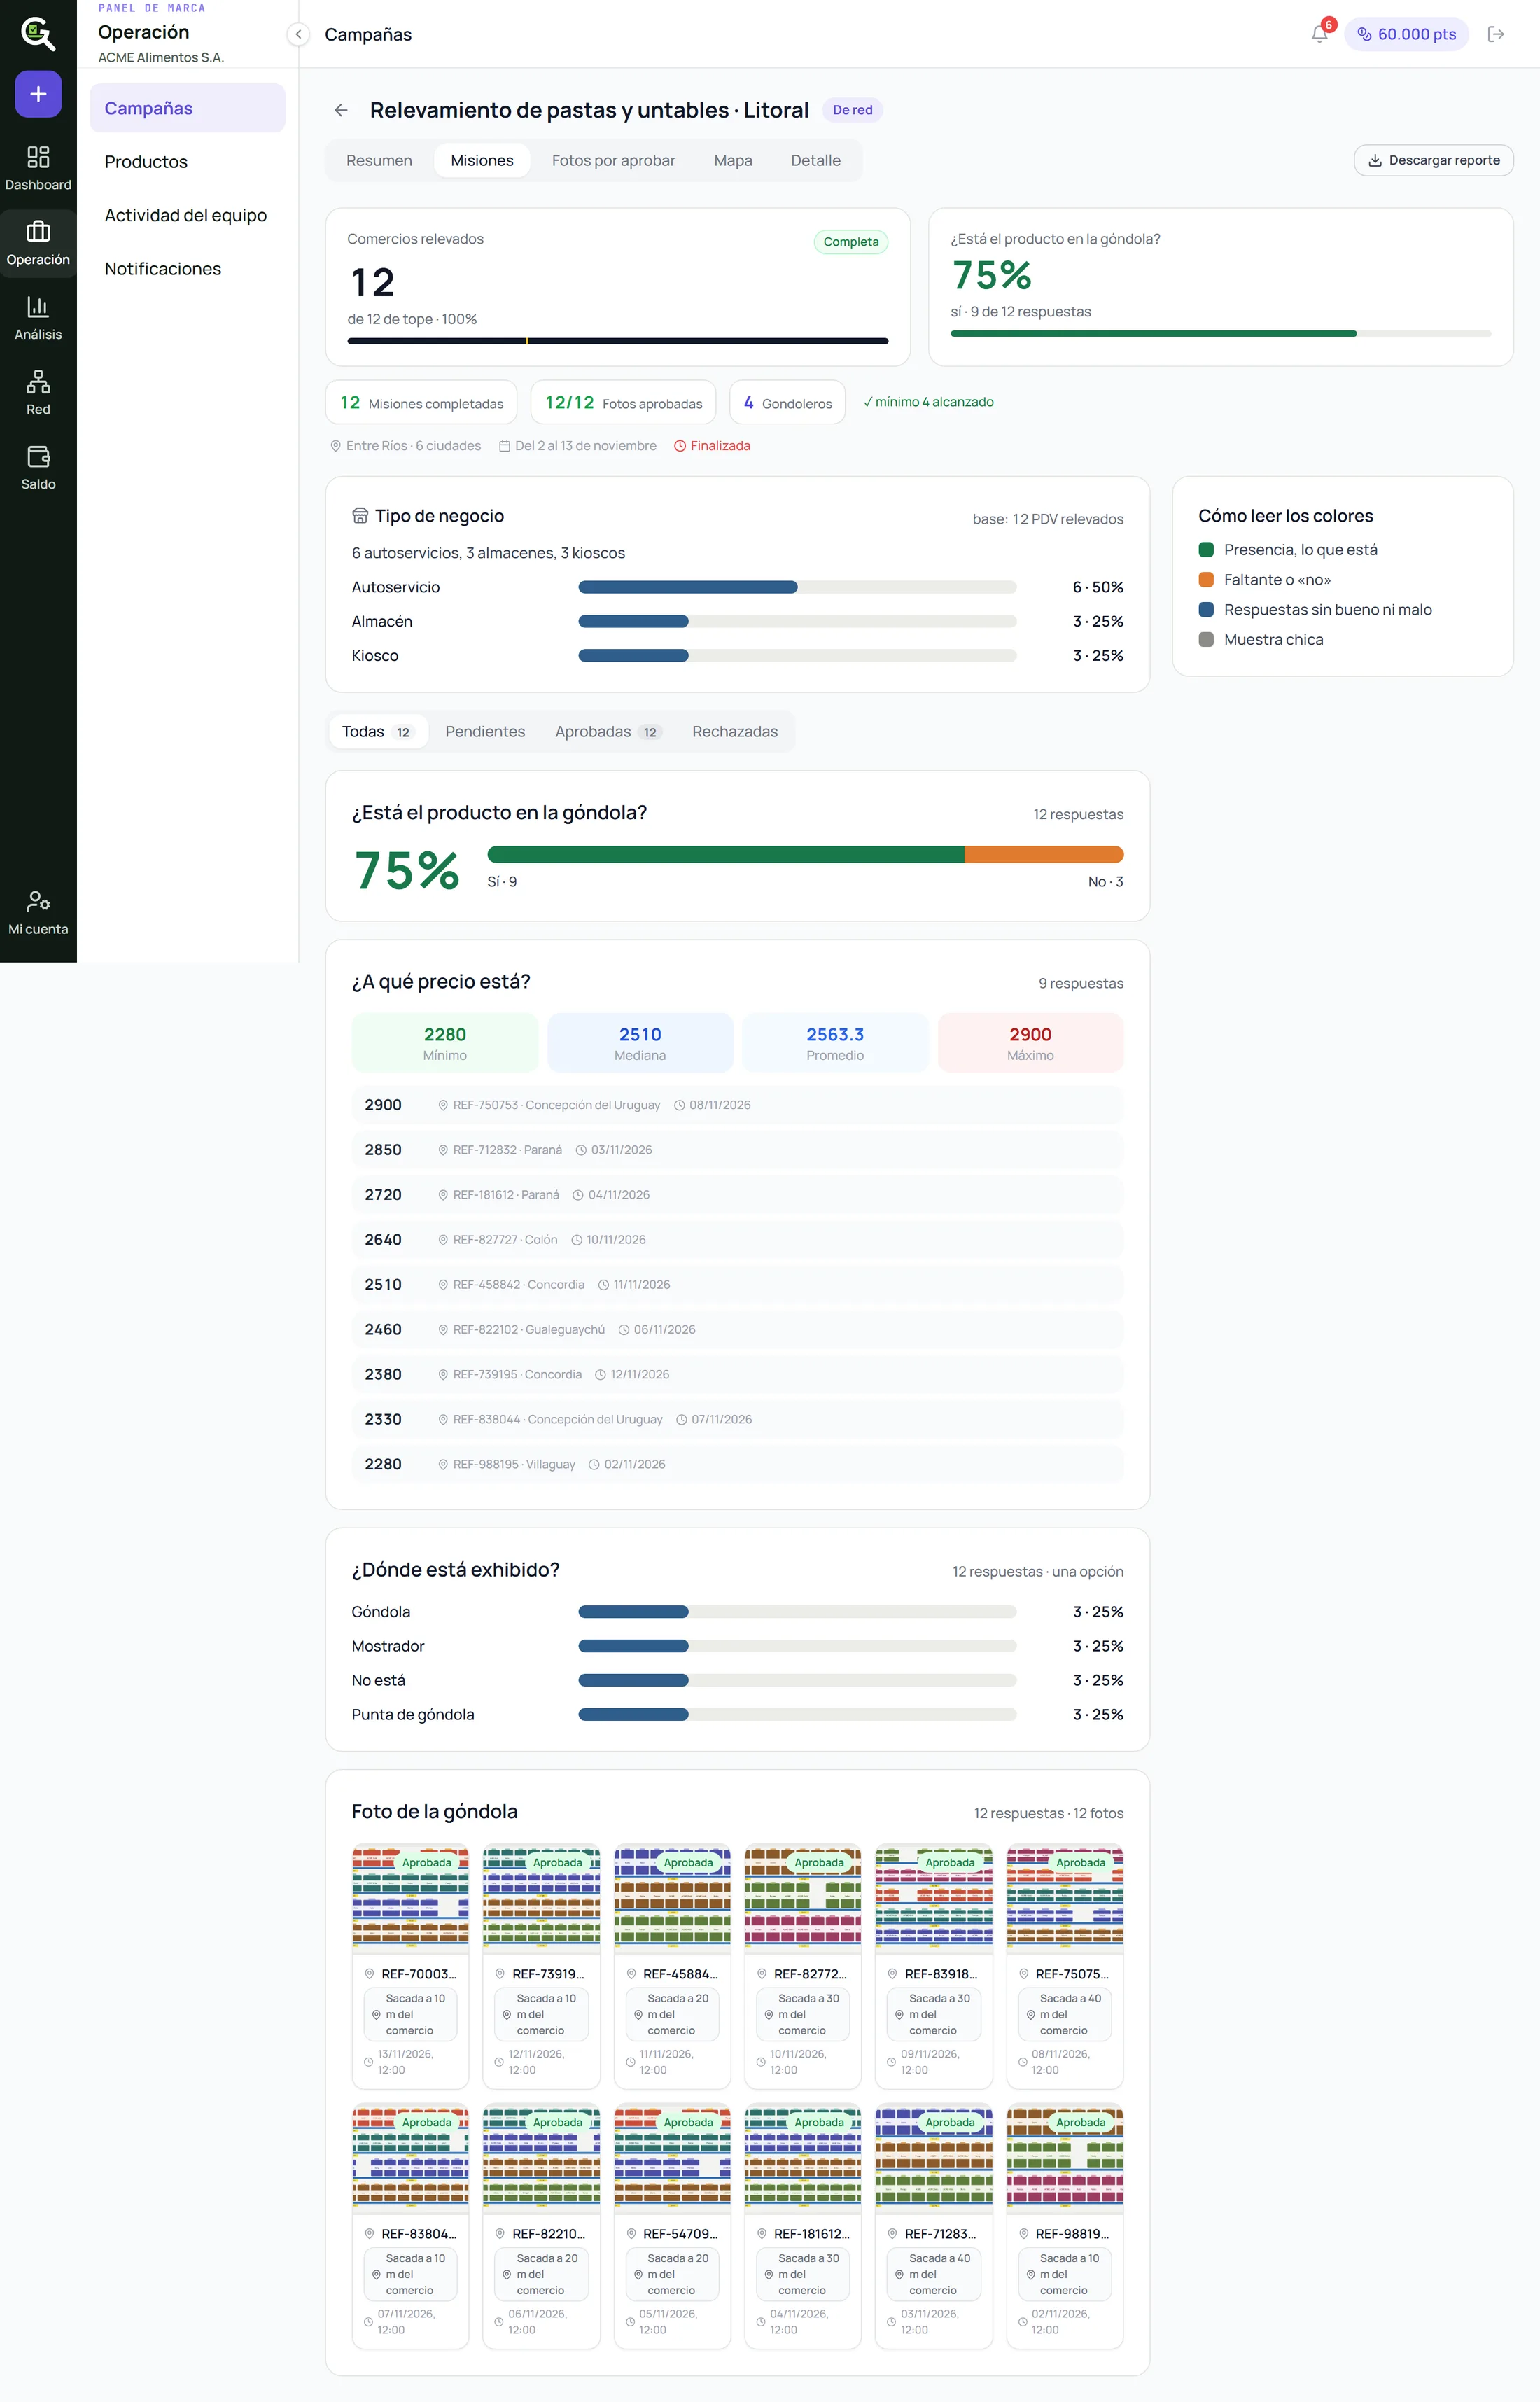 PANEL DE MARCA
Operación
ACME Alimentos S.A.
Campañas
6
60.000 pts
Dashboard
Operación
Análisis
Red
Saldo
Mi cuenta
Campañas
Productos
Actividad del equipo
Notificaciones
Relevamiento de pastas y untables · Litoral
De red
Resumen
Misiones
Fotos por aprobar
Mapa
Detalle
Descargar reporte
Comercios relevados
Completa
12
de 12 de tope · 100%
¿Está el producto en la góndola?
75%
sí · 9 de 12 respuestas
12 Misiones completadas
12/12 Fotos aprobadas
4 Gondoleros
✓ mínimo 4 alcanzado
Entre Ríos · 6 ciudades
Del 2 al 13 de noviembre
Finalizada
Tipo de negocio
base: 12 PDV relevados
6 autoservicios, 3 almacenes, 3 kioscos
Autoservicio 6 · 50%
Almacén 3 · 25%
Kiosco 3 · 25%
Cómo leer los colores
Presencia, lo que está
Faltante o «no»
Respuestas sin bueno ni malo
Muestra chica
Todas 12
Pendientes
Aprobadas 12
Rechazadas
¿Está el producto en la góndola?
12 respuestas
75%
Sí · 9
No · 3
¿A qué precio está?
9 respuestas
2280
Mínimo
2510
Mediana
2563.3
Promedio
2900
Máximo
2900 REF-750753 · Concepción del Uruguay 08/11/2026
2850 REF-712832 · Paraná 03/11/2026
2720 REF-181612 · Paraná 04/11/2026
2640 REF-827727 · Colón 10/11/2026
2510 REF-458842 · Concordia 11/11/2026
2460 REF-822102 · Gualeguaychú 06/11/2026
2380 REF-739195 · Concordia 12/11/2026
2330 REF-838044 · Concepción del Uruguay 07/11/2026
2280 REF-988195 · Villaguay 02/11/2026
¿Dónde está exhibido?
12 respuestas · una opción
Góndola 3 · 25%
Mostrador 3 · 25%
No está 3 · 25%
Punta de góndola 3 · 25%
Foto de la góndola
12 respuestas · 12 fotos
Aprobada
REF-70003...
Sacada a 10
m del
comercio
13/11/2026,
12:00
Aprobada
REF-73919...
Sacada a 10
m del
comercio
12/11/2026,
12:00
Aprobada
REF-45884...
Sacada a 20
m del
comercio
11/11/2026,
12:00
Aprobada
REF-82772...
Sacada a 30
m del
comercio
10/11/2026,
12:00
Aprobada
REF-83918...
Sacada a 30
m del
comercio
09/11/2026,
12:00
Aprobada
REF-75075...
Sacada a 40
m del
comercio
08/11/2026,
12:00
Aprobada
REF-83804...
Sacada a 10
m del
comercio
07/11/2026,
12:00
Aprobada
REF-82210...
Sacada a 20
m del
comercio
06/11/2026,
12:00
Aprobada
REF-54709...
Sacada a 20
m del
comercio
05/11/2026,
12:00
Aprobada
REF-181612...
Sacada a 30
m del
comercio
04/11/2026,
12:00
Aprobada
REF-71283...
Sacada a 40
m del
comercio
03/11/2026,
12:00
Aprobada
REF-98819...
Sacada a 10
m del
comercio
02/11/2026,
12:00